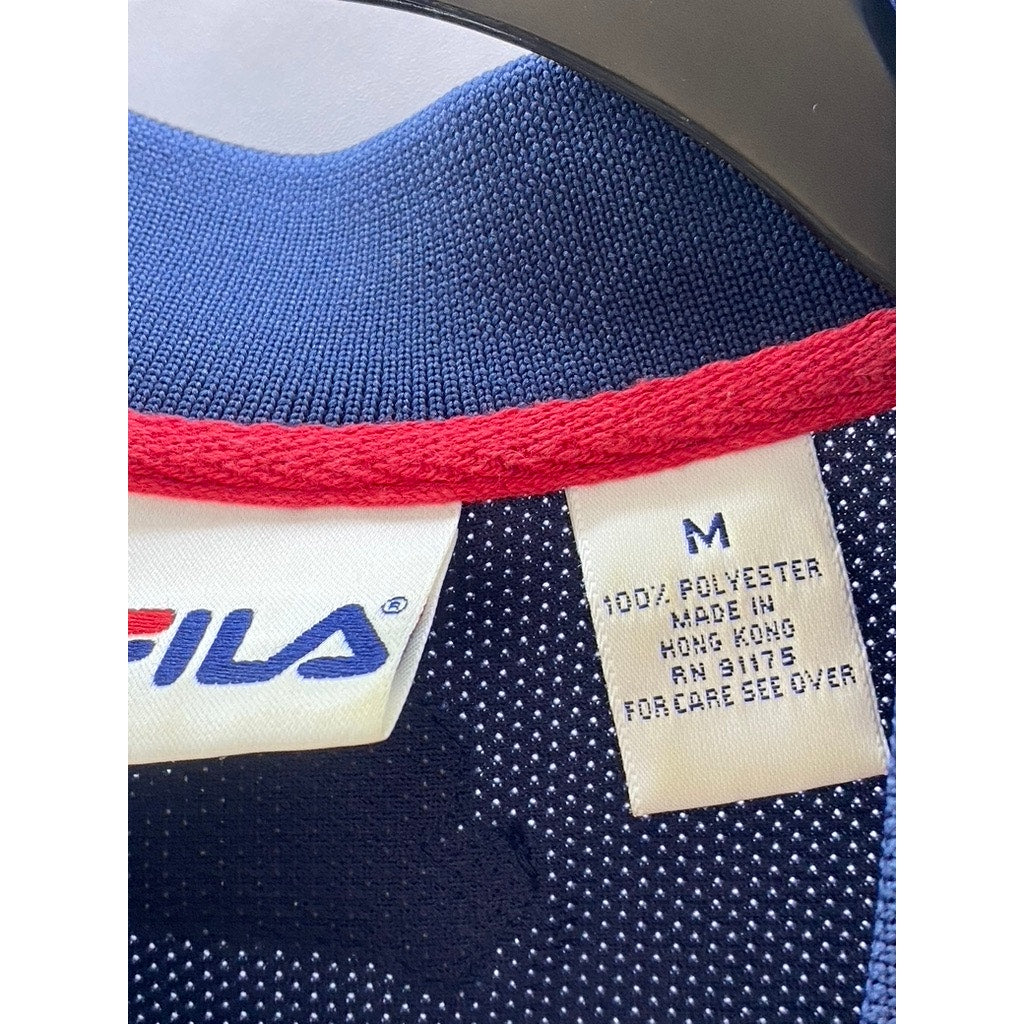 FILA®
M
100% POLYESTER
MADE IN
HONG KONG
RN 91175
FOR CARE SEE OVER